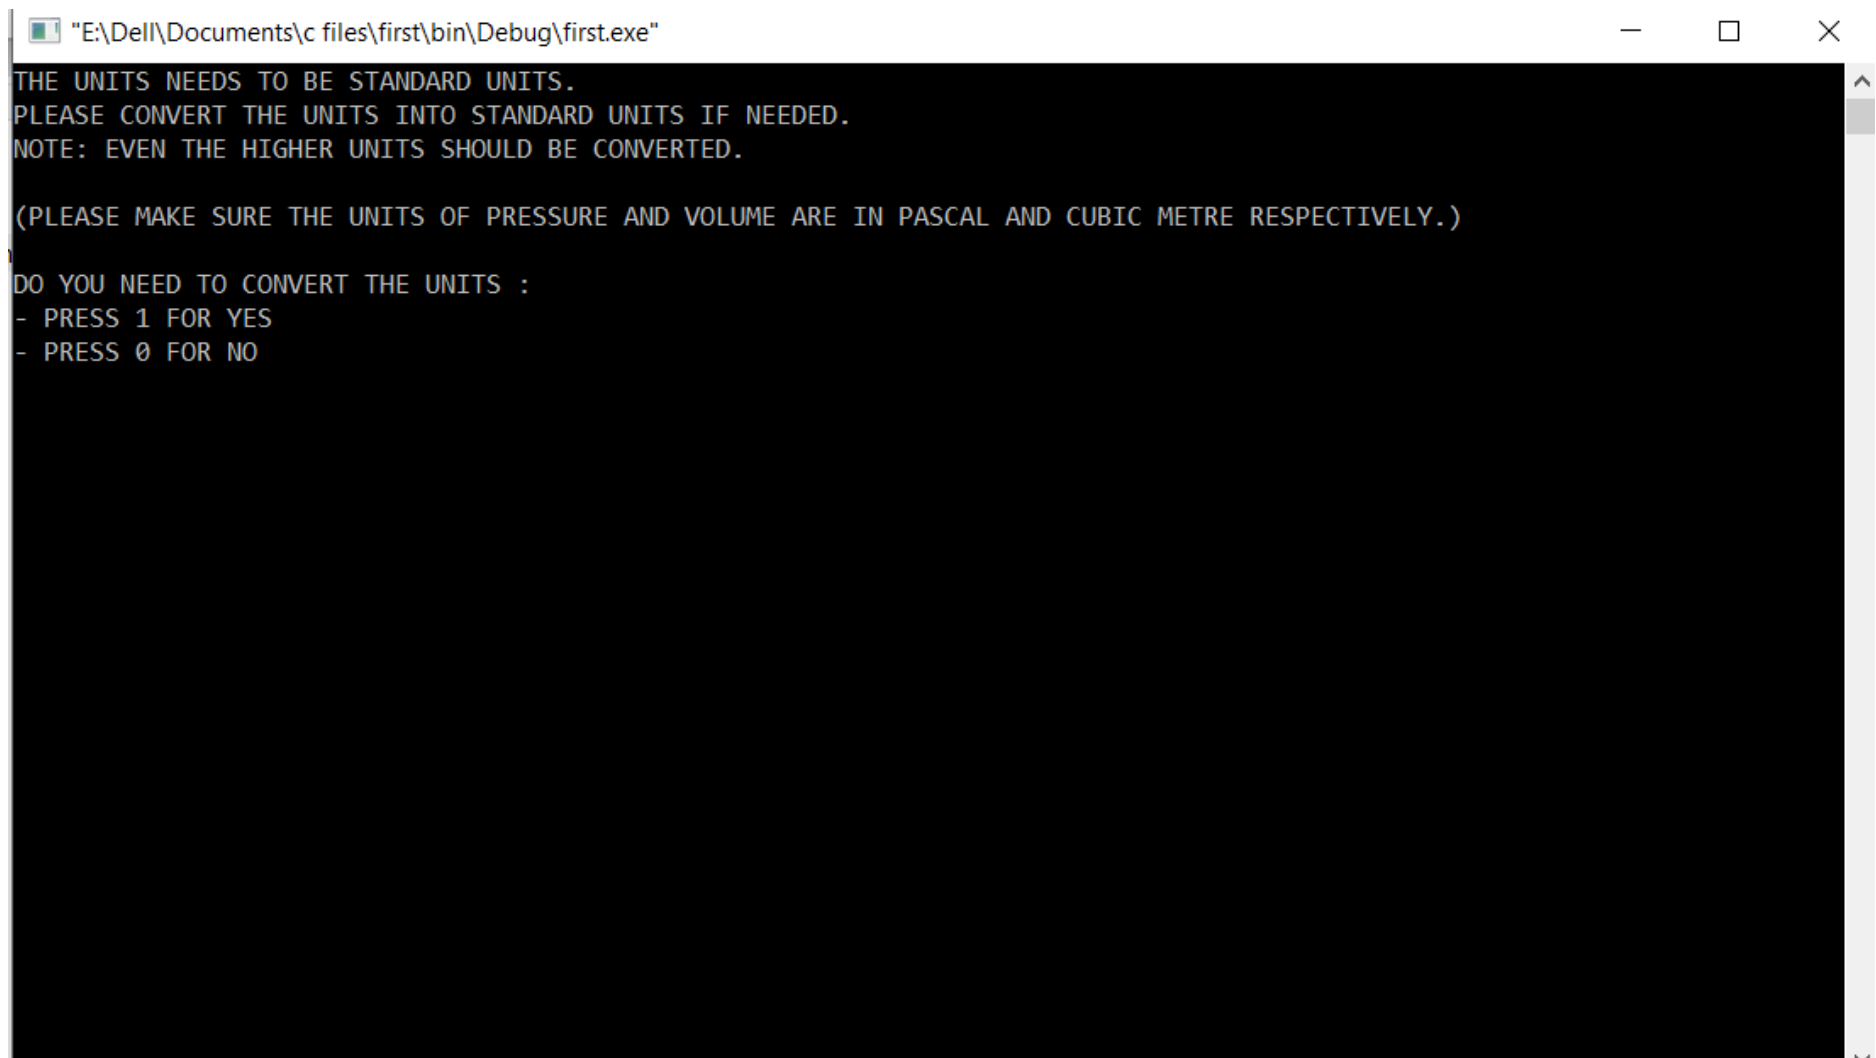 "E:\Dell\Documents\c files\first\bin\Debug\first.exe"
THE UNITS NEEDS TO BE STANDARD UNITS.
PLEASE CONVERT THE UNITS INTO STANDARD UNITS IF NEEDED.
NOTE: EVEN THE HIGHER UNITS SHOULD BE CONVERTED.
(PLEASE MAKE SURE THE UNITS OF PRESSURE AND VOLUME ARE IN PASCAL AND CUBIC METRE RESPECTIVELY.)
DO YOU NEED TO CONVERT THE UNITS :
- PRESS 1 FOR YES
- PRESS 0 FOR NO